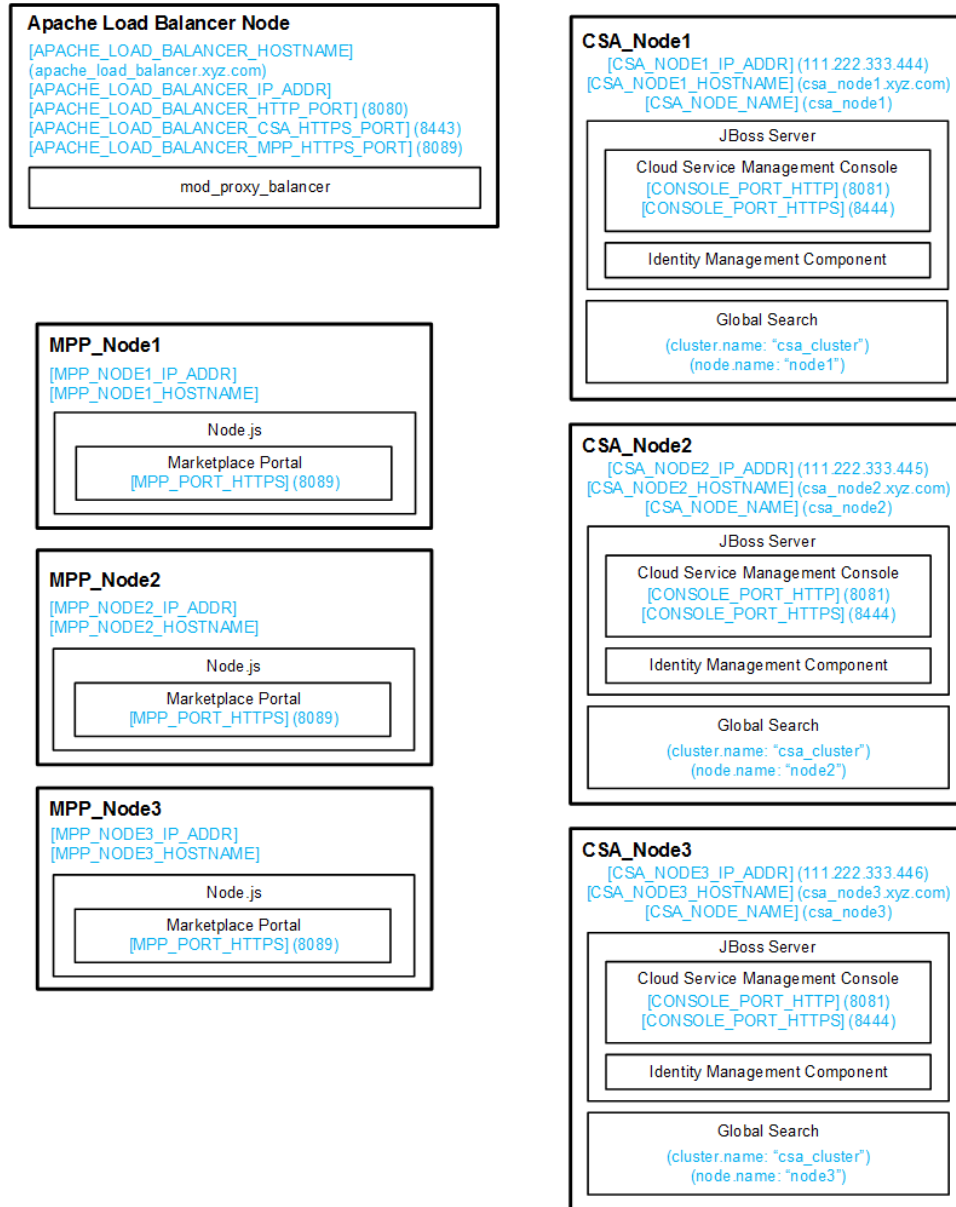 Apache Load Balancer Node
[APACHE_LOAD_BALANCER_HOSTNAME]
(apache_load_balancer.xyz.com)
[APACHE_LOAD_BALANCER_IP_ADDR]
[APACHE_LOAD_BALANCER_HTTP_PORT] (8080)
[APACHE_LOAD_BALANCER_CSA_HTTPS_PORT] (8443)
[APACHE_LOAD_BALANCER_MPP_HTTPS_PORT] (8089)
mod_proxy_balancer
MPP_Node1
[MPP_NODE1_IP_ADDR]
[MPP_NODE1_HOSTNAME]
Node.js
Marketplace Portal
[MPP_PORT_HTTPS] (8089)
MPP_Node2
[MPP_NODE2_IP_ADDR]
[MPP_NODE2_HOSTNAME]
Node.js
Marketplace Portal
[MPP_PORT_HTTPS] (8089)
MPP_Node3
[MPP_NODE3_IP_ADDR]
[MPP_NODE3_HOSTNAME]
Node.js
Marketplace Portal
[MPP_PORT_HTTPS] (8089)
CSA_Node1
[CSA_NODE1_IP_ADDR] (111.222.333.444)
[CSA_NODE1_HOSTNAME] (csa_node1.xyz.com)
[CSA_NODE_NAME] (csa_node1)
JBoss Server
Cloud Service Management Console
[CONSOLE_PORT_HTTP] (8081)
[CONSOLE_PORT_HTTPS] (8444)
Identity Management Component
Global Search
(cluster.name: “csa_cluster”)
(node.name: “node1”)
CSA_Node2
[CSA_NODE2_IP_ADDR] (111.222.333.445)
[CSA_NODE2_HOSTNAME] (csa_node2.xyz.com)
[CSA_NODE_NAME] (csa_node2)
JBoss Server
Cloud Service Management Console
[CONSOLE_PORT_HTTP] (8081)
[CONSOLE_PORT_HTTPS] (8444)
Identity Management Component
Global Search
(cluster.name: “csa_cluster”)
(node.name: “node2”)
CSA_Node3
[CSA_NODE3_IP_ADDR] (111.222.333.446)
[CSA_NODE3_HOSTNAME] (csa_node3.xyz.com)
[CSA_NODE_NAME] (csa_node3)
JBoss Server
Cloud Service Management Console
[CONSOLE_PORT_HTTP] (8081)
[CONSOLE_PORT_HTTPS] (8444)
Identity Management Component
Global Search
(cluster.name: “csa_cluster”)
(node.name: “node3”)